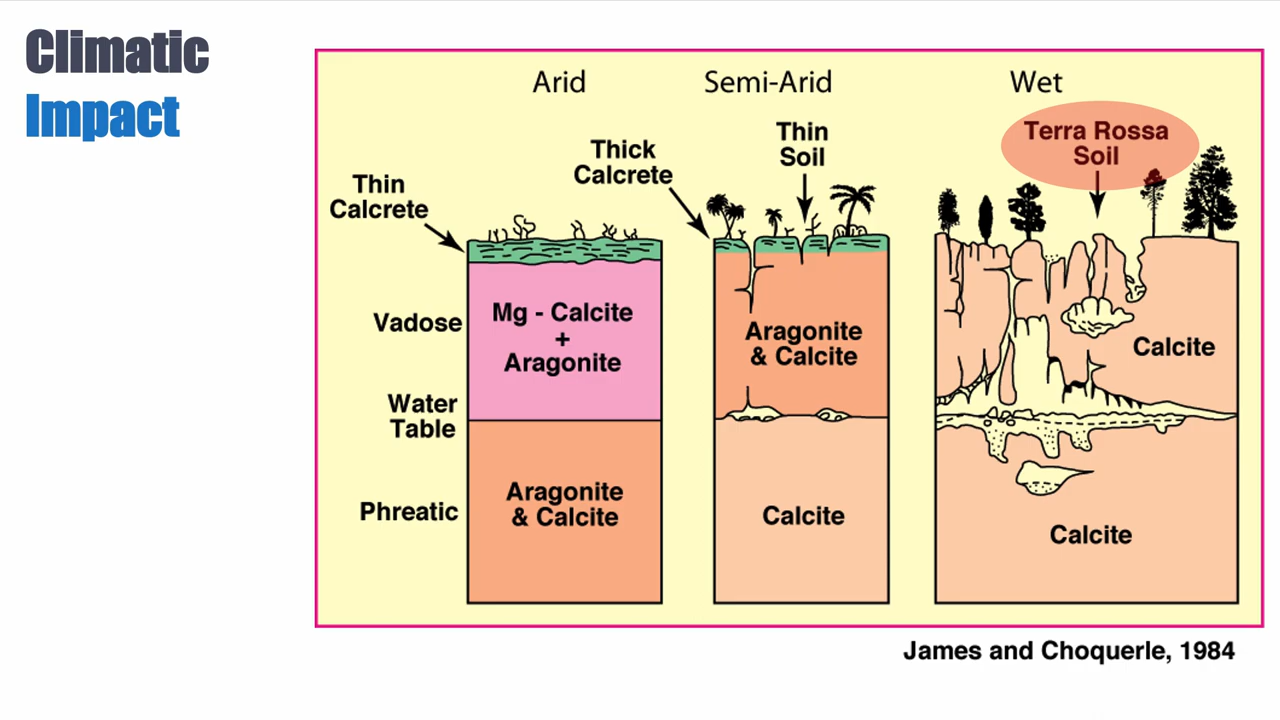 Climatic
Impact
Arid
Semi-Arid
Wet
Thin
Calcrete
Thick
Calcrete
Thin
Soil
Terra Rossa
Soil
Vadose
Water
Table
Phreatic
Mg - Calcite
+
Aragonite
Aragonite
& Calcite
Aragonite
& Calcite
Calcite
Calcite
Calcite
James and Choquerle, 1984